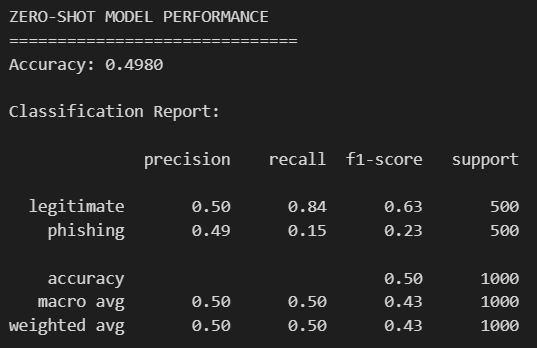 ZERO-SHOT MODEL PERFORMANCE
==============================
Accuracy: 0.4980
Classification Report:
precision recall f1-score support
legitimate 0.50 0.84 0.63 500
phishing 0.49 0.15 0.23 500
accuracy 0.50 1000
macro avg 0.50 0.50 0.43 1000
weighted avg 0.50 0.50 0.43 1000